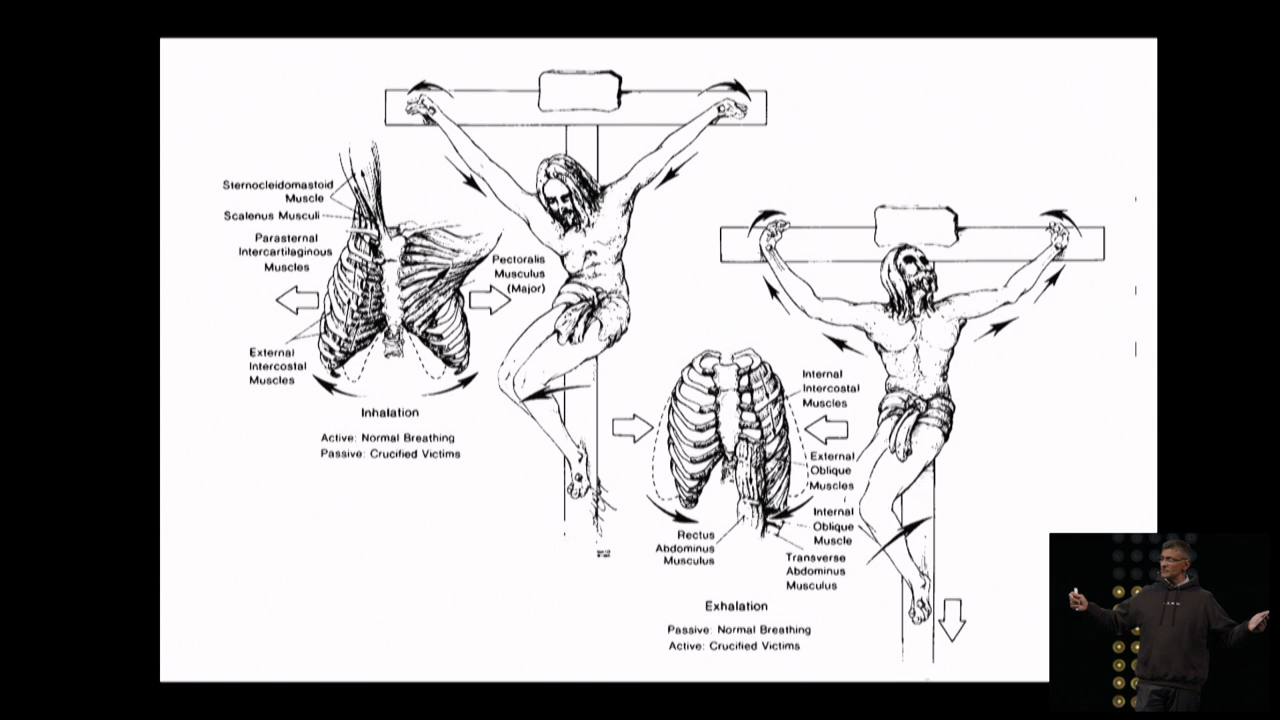 Sternocleidomastoid
Muscle
Scalenus Musculi
Parasternal
Intercartilaginous
Muscles
Pectoralis
Musculus
(Major)
External
Intercostal
Muscles
Inhalation
Active: Normal Breathing
Passive: Crucified Victims
Internal
Intercostal
Muscles
External
Oblique
Muscles
Internal
Oblique
Muscle
Rectus
Abdominus
Musculus
Transverse
Abdominus
Musculus
Exhalation
Passive: Normal Breathing
Active: Crucified Victims